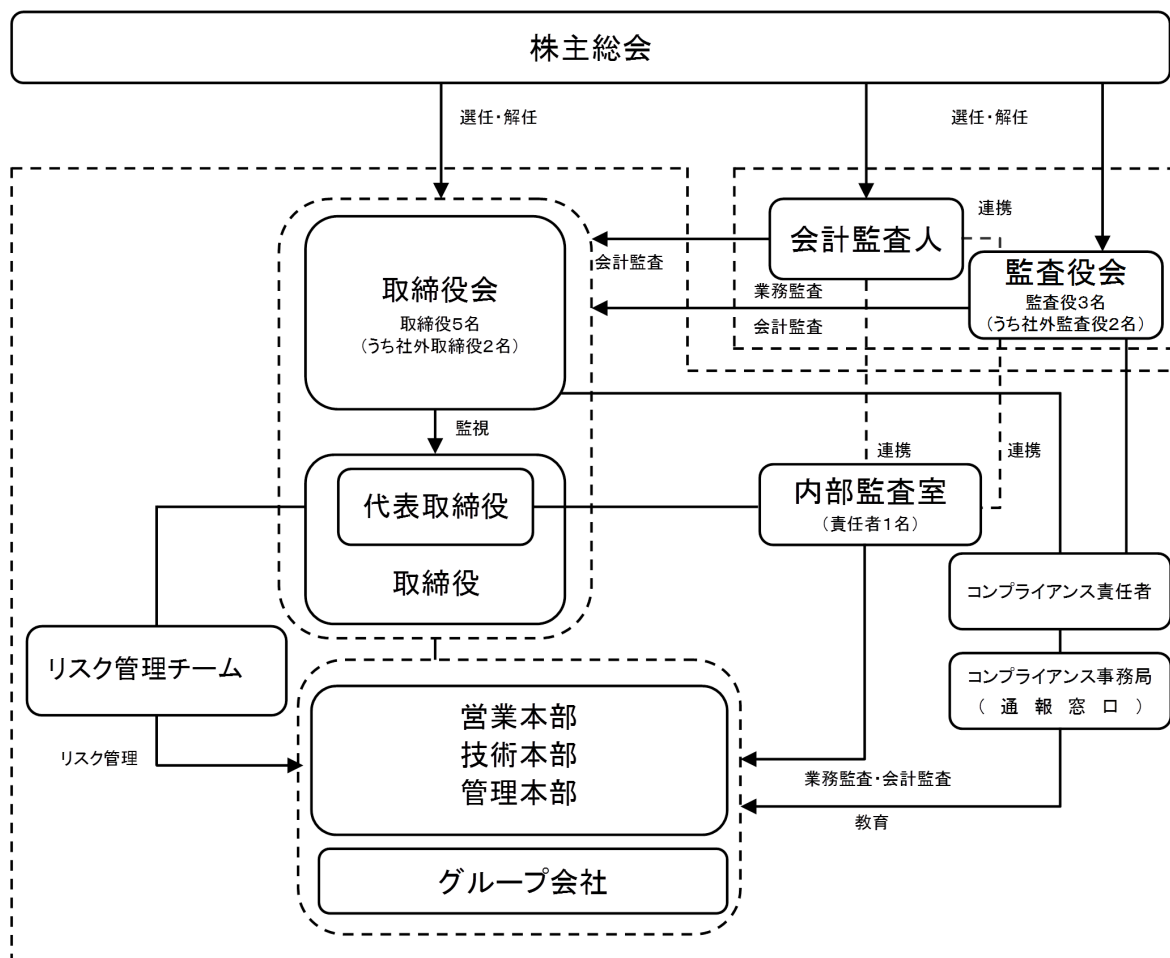 株主総会
選任・解任
選任・解任
会計監査人
連携
監査役会
監査役3名
(うち社外監査役2名)
会計監査
業務監査
会計監査
取締役会
取締役5名
(うち社外取締役2名)
監視
連携
連携
代表取締役
取締役
内部監査室
(責任者1名)
コンプライアンス責任者
リスク管理チーム
コンプライアンス事務局
( 通 報 窓 口 )
リスク管理
営業本部
技術本部
管理本部
業務監査・会計監査
教育
グループ会社